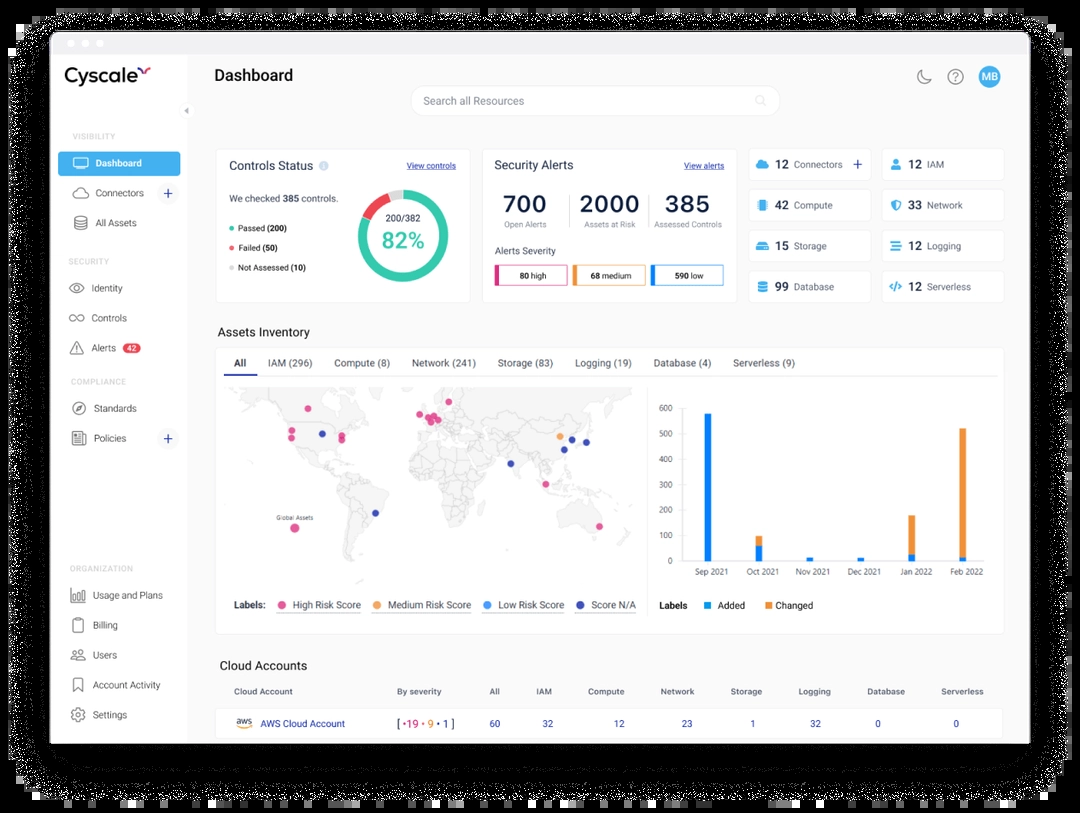 Cyscale
Dashboard
MB
Search all Resources
VISIBILITY
Dashboard
Connectors +
All Assets
SECURITY
Identity
Controls
Alerts 42
COMPLIANCE
Standards
Policies +
ORGANIZATION
Usage and Plans
Billing
Users
Account Activity
Settings
Controls Status View controls
We checked 385 controls.
Passed (200)
Failed (50)
Not Assessed (10)
200/382
82%
Security Alerts View alerts
700 2000 385
Open Alerts Assets at Risk Assessed Controls
Alerts Severity
80 high 68 medium 590 low
12 Connectors + 12 IAM
42 Compute 33 Network
15 Storage 12 Logging
99 Database 12 Serverless
Assets Inventory
All IAM (296) Compute (8) Network (241) Storage (83) Logging (19) Database (4) Serverless (9)
Global Assets
Labels: High Risk Score Medium Risk Score Low Risk Score Score N/A
600
500
400
300
200
100
0
Sep 2021 Oct 2021 Nov 2021 Dec 2021 Jan 2022 Feb 2022
Labels Added Changed
Cloud Accounts
Cloud Account By severity All IAM Compute Network Storage Logging Database Serverless
aws AWS Cloud Account [ •19 • 9 • 1 ] 60 32 12 23 1 32 0 0